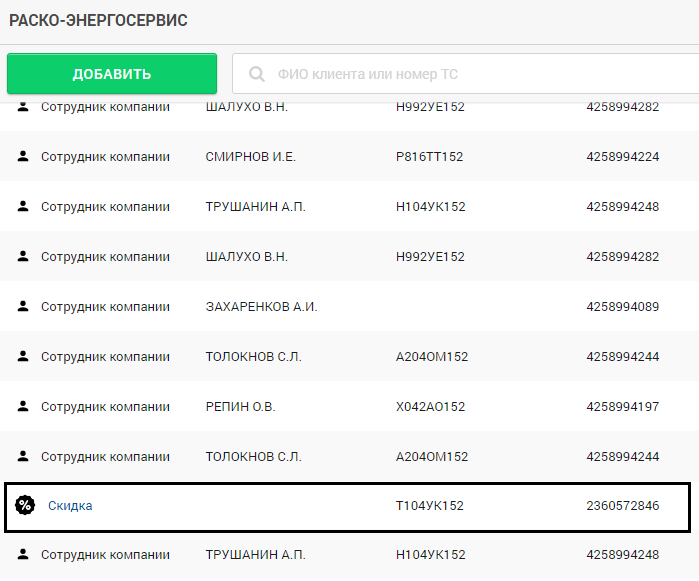 РАСКО-ЭНЕРГОСЕРВИС
ДОБАВИТЬ ФИО клиента или номер ТС
Сотрудник компании ШАЛУХО В.Н. Н992УЕ152 4258994282
Сотрудник компании СМИРНОВ И.Е. Р816ТТ152 4258994224
Сотрудник компании ТРУШАНИН А.П. Н104УК152 4258994248
Сотрудник компании ШАЛУХО В.Н. Н992УЕ152 4258994282
Сотрудник компании ЗАХАРЕНКОВ А.И. 4258994089
Сотрудник компании ТОЛОКНОВ С.Л. А204ОМ152 4258994244
Сотрудник компании РЕПИН О.В. Х042АО152 4258994197
Сотрудник компании ТОЛОКНОВ С.Л. А204ОМ152 4258994244
% Скидка Т104УК152 2360572846
Сотрудник компании ТРУШАНИН А.П. Н104УК152 4258994248